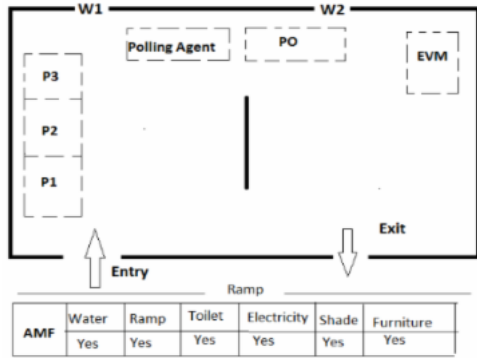 W1 W2
Polling Agent PO EVM
P3
P2
P1
Exit
Entry
Ramp
AMF Water Ramp Toilet Electricity Shade Furniture
Yes Yes Yes Yes Yes Yes